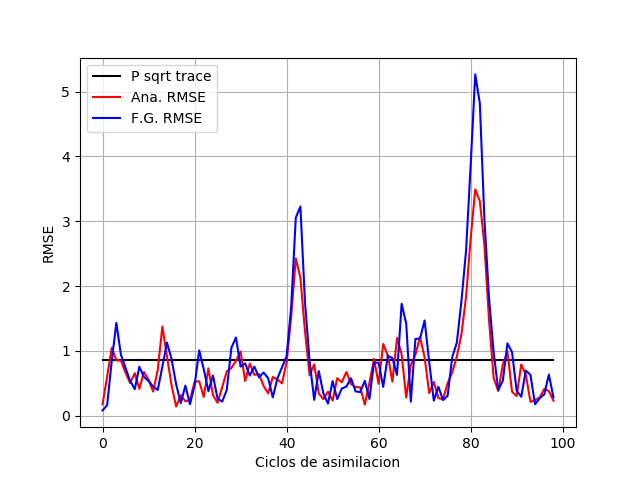 P sqrt trace
Ana. RMSE
F.G. RMSE
RMSE
5
4
3
2
1
0
0 20 40 60 80 100
Ciclos de asimilacion